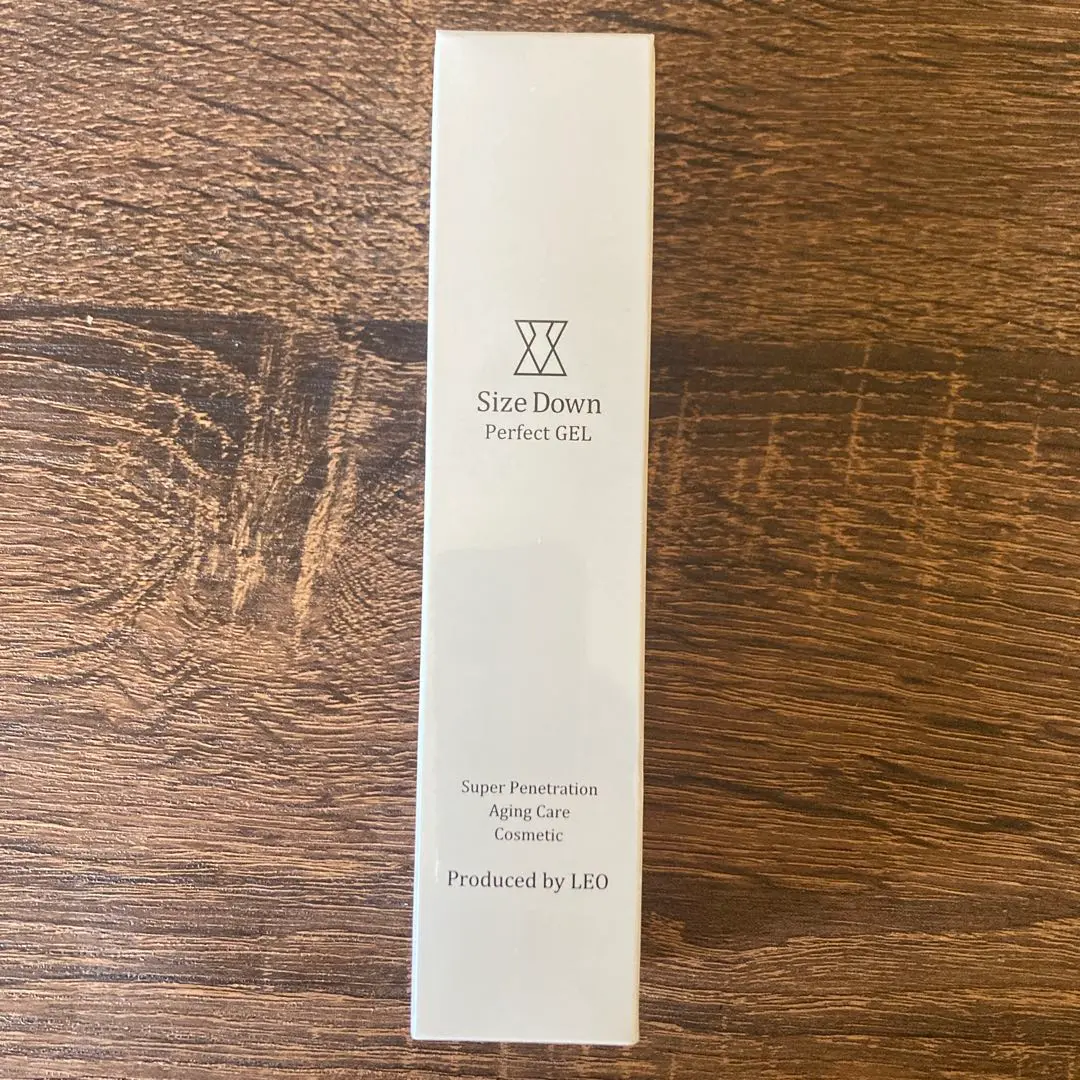 Size Down
Perfect GEL
Super Penetration
Aging Care
Cosmetic
Produced by LEO